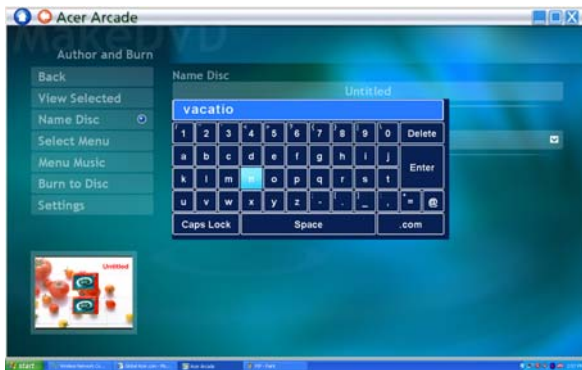 Acer Arcade
MakeDVD
Author and Burn
Back
View Selected
Name Disc
Select Menu
Menu Music
Burn to Disc
Settings
Name Disc
Untitled
vacatio
1 2 3 4 5 6 7 8 9 0 Delete
a b c d e f g h i j
Enter
k l m n o p q r s t
u v w x y z - . _ , = @
Caps Lock Space .com
Untitled
start
Acer Arcade